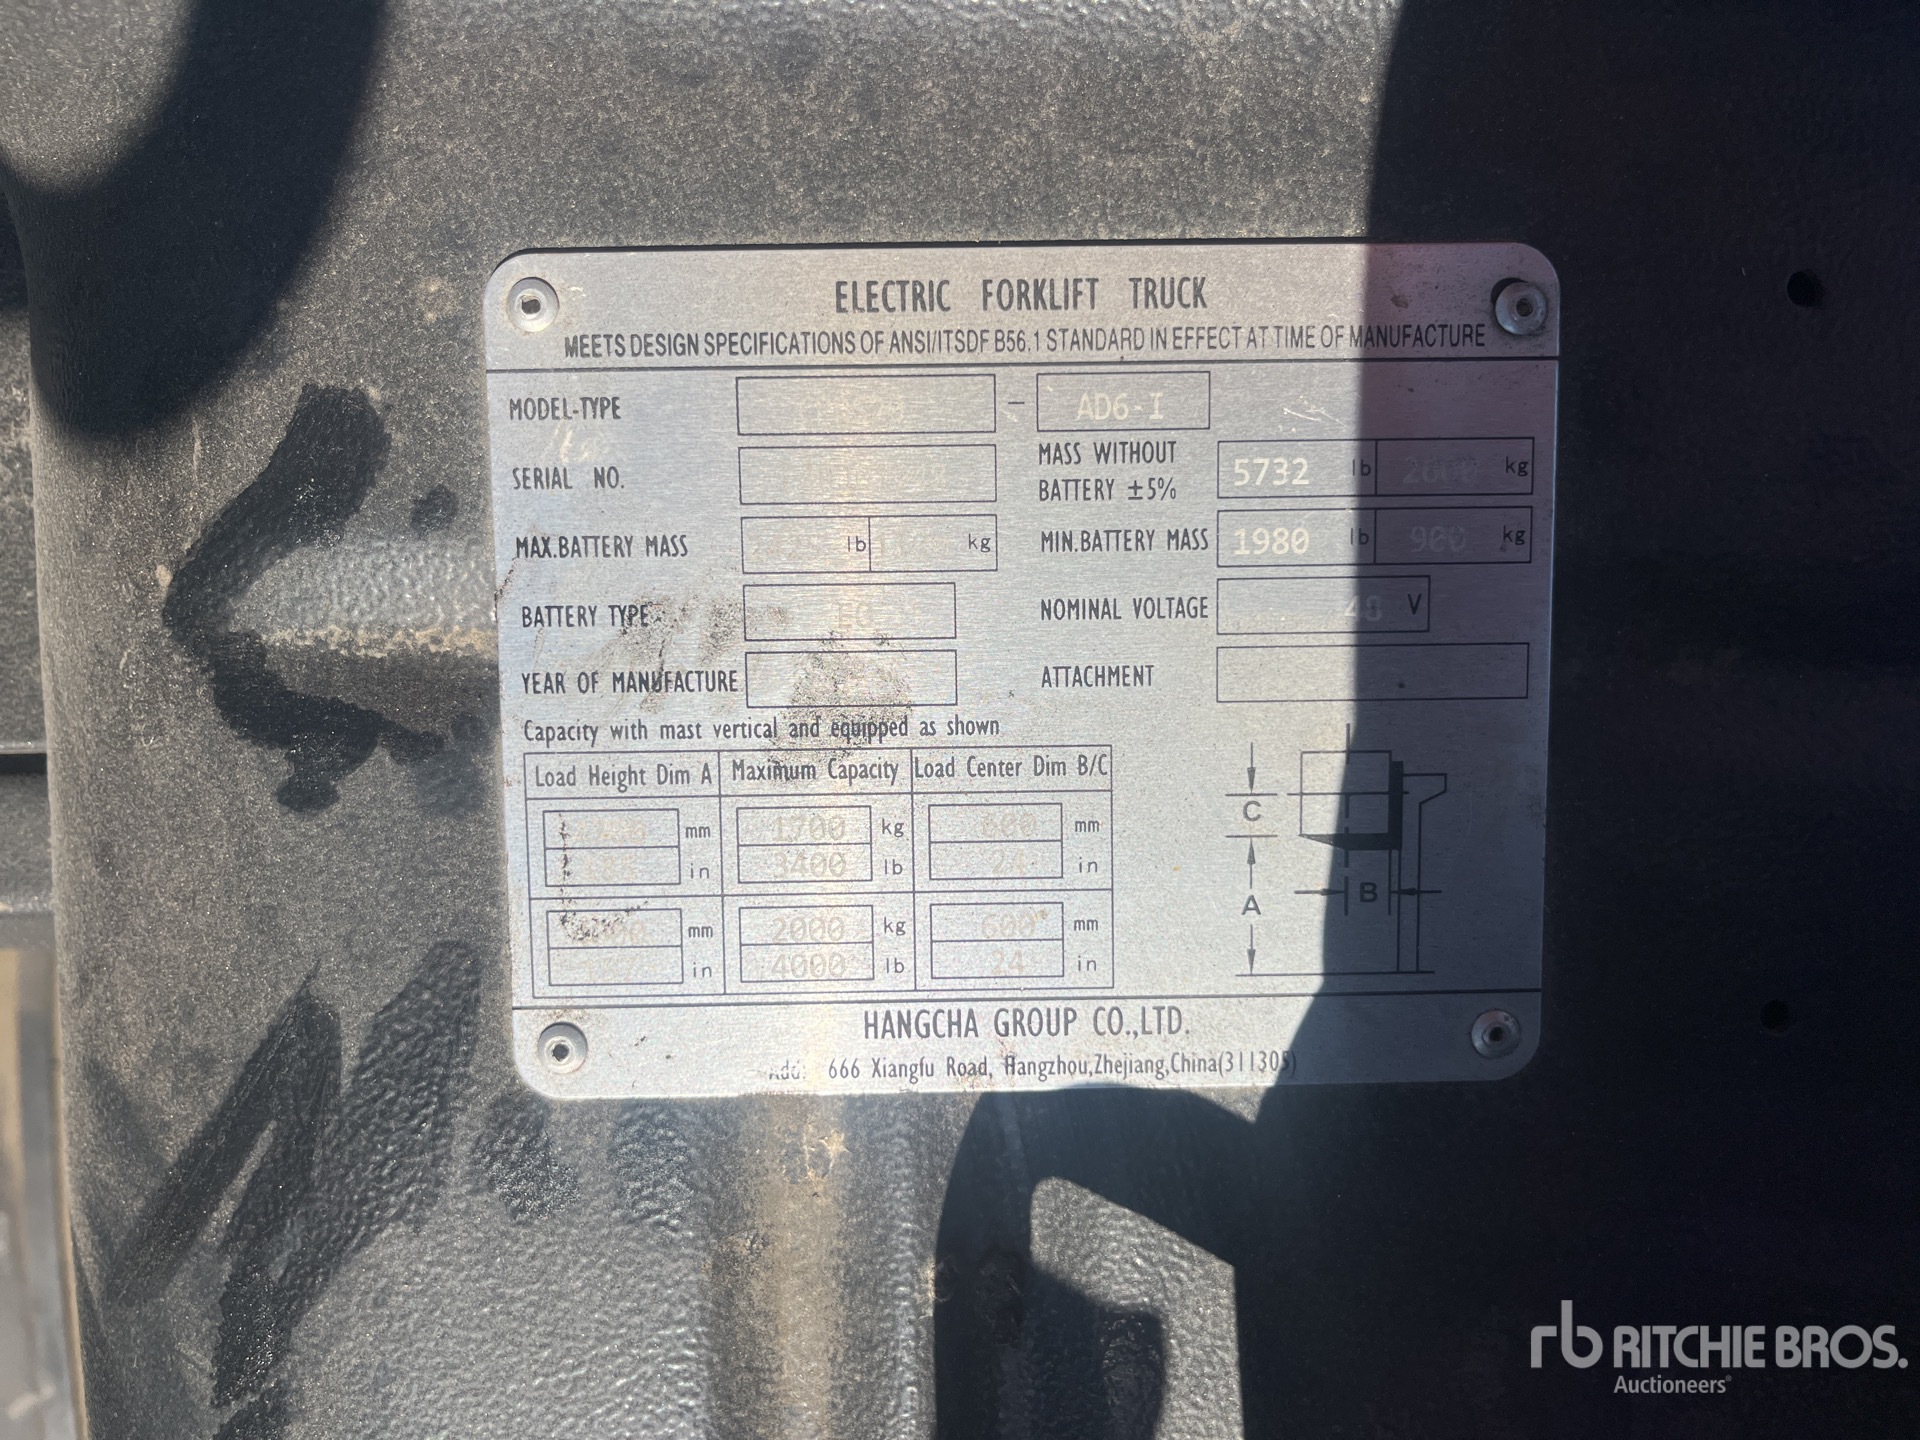 ELECTRIC FORKLIFT TRUCK
MEETS DESIGN SPECIFICATIONS OF ANSI/ITSDF B56.1 STANDARD IN EFFECT AT TIME OF MANUFACTURE
MODEL-TYPE - AD6-I
SERIAL NO.
MASS WITHOUT BATTERY ±5% 5732 lb kg
MAX.BATTERY MASS lb kg
MIN.BATTERY MASS 1980 lb 900 kg
BATTERY TYPE EO
NOMINAL VOLTAGE 48 V
YEAR OF MANUFACTURE
ATTACHMENT
Capacity with mast vertical and equipped as shown
Load Height Dim A Maximum Capacity Load Center Dim B/C
mm 1700 kg 600 mm
in 3400 lb 24 in
mm 2000 kg 600 mm
in 4000 lb 24 in
C
A
B
HANGCHA GROUP CO.,LTD.
Add: 666 Xiangfu Road, Hangzhou,Zhejiang,China(311305)
rb RITCHIE BROS.
Auctioneers